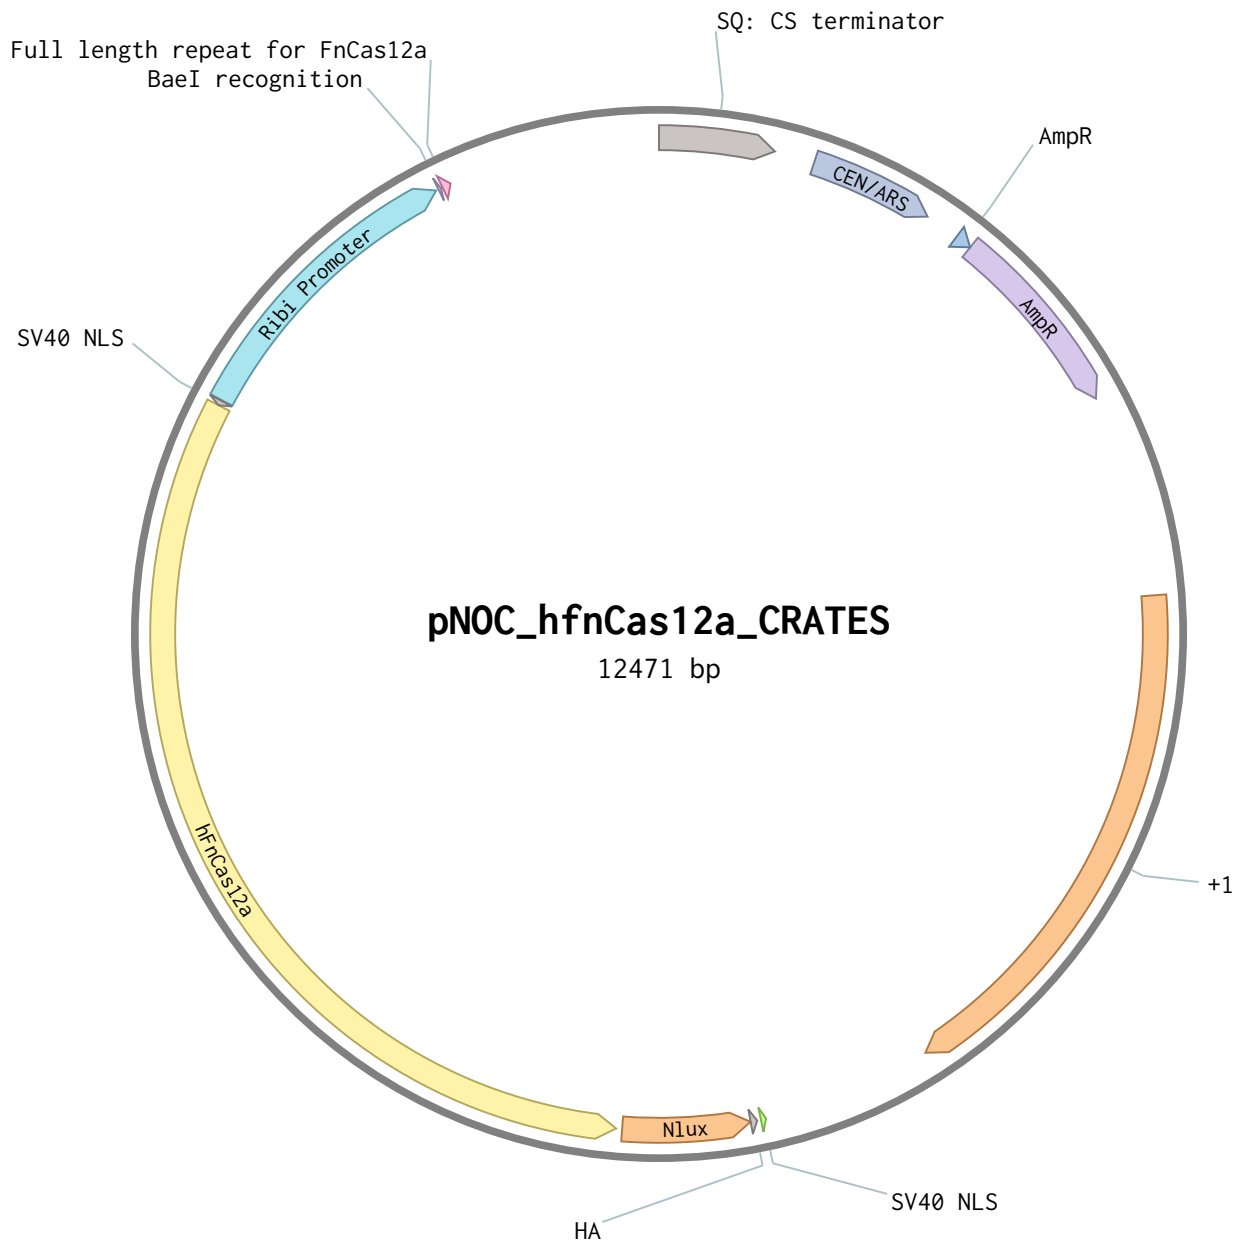 SQ: CS terminator
Full length repeat for FnCas12a
BaeI recognition
AmpR
CEN/ARS
Ribi Promoter
AmpR
SV40 NLS
pNOC_hfnCas12a_CRATES
12471 bp
hFnCas12a
+1
Nlux
SV40 NLS
HA